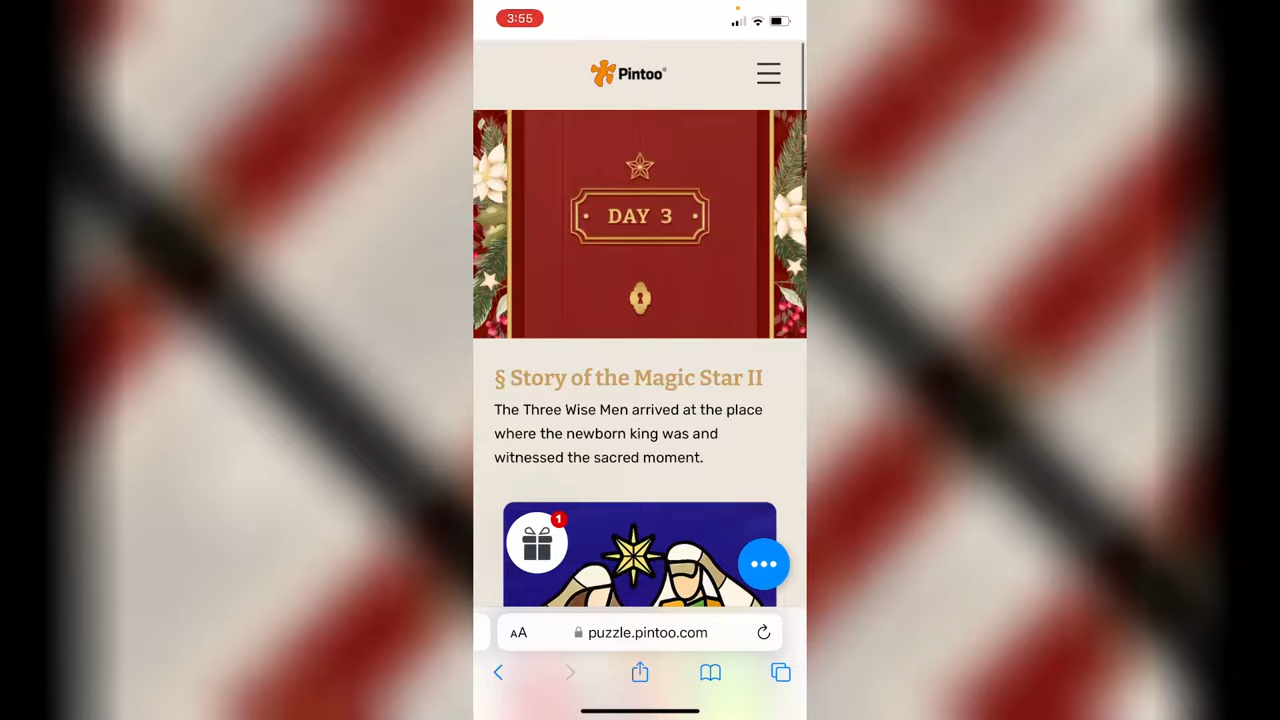 3:55
Pintoo®
DAY 3
§ Story of the Magic Star II
The Three Wise Men arrived at the place
where the newborn king was and
witnessed the sacred moment.
1
AA
puzzle.pintoo.com